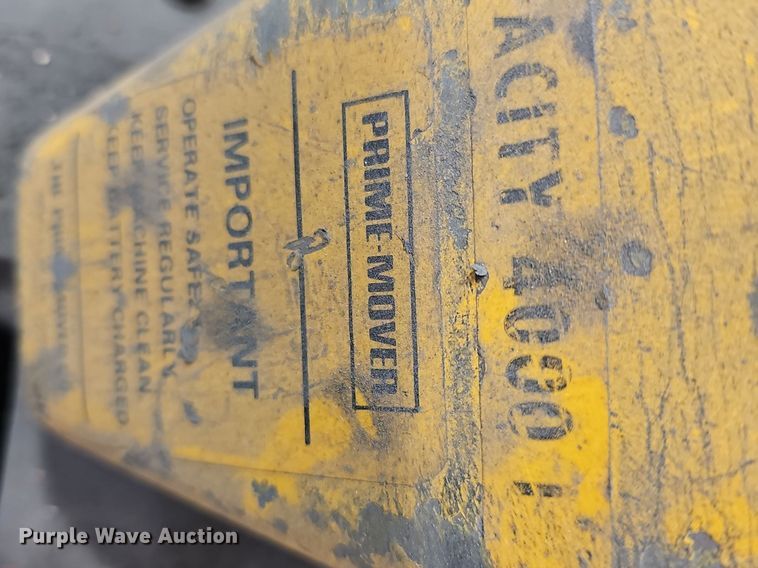 ACITY 4000
PRIME-MOVER
IMPORTANT
OPERATE SAFELY
SERVICE REGULARLY
KEEP MACHINE CLEAN
KEEP BATTERY CHARGED
Purple Wave Auction®